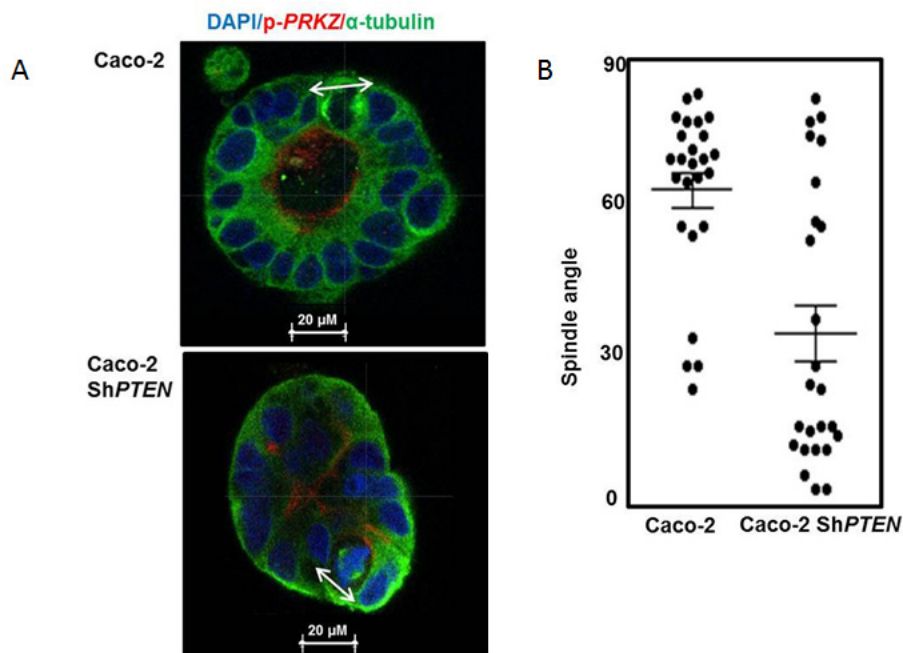 DAPI/p-PRKZ/α-tubulin
A
Caco-2
20 µM
Caco-2
ShPTEN
20 µM
B
90
60
30
0
Spindle angle
Caco-2
Caco-2 ShPTEN